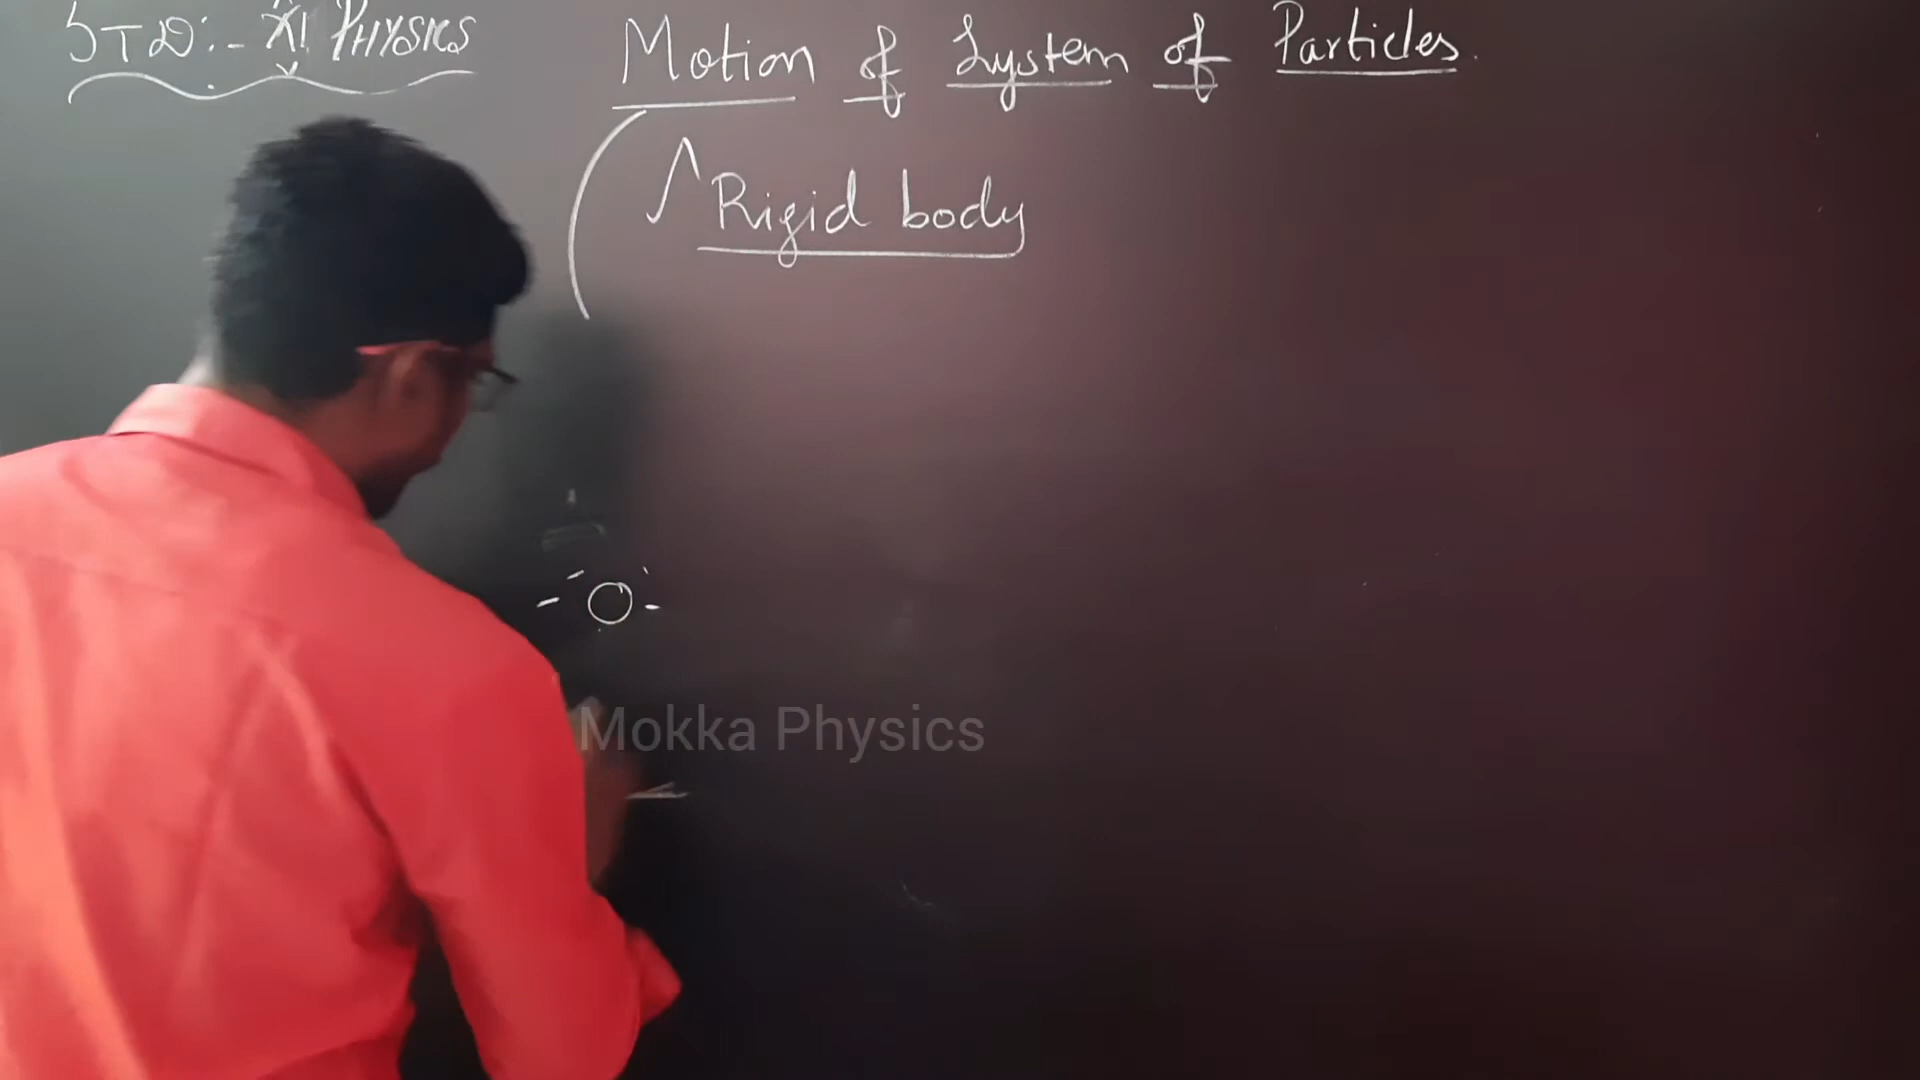 STD:- XI PHYSICS
Motion of System of Particles.
Rigid body
Mokka Physics